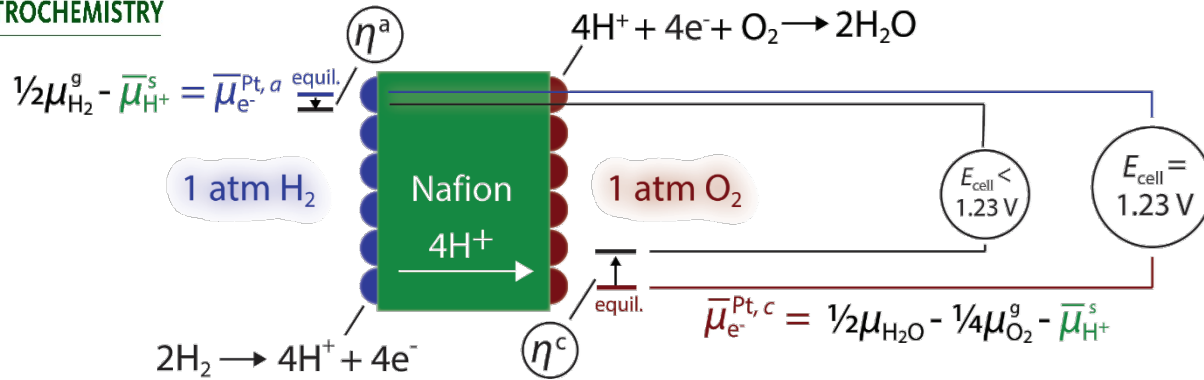 TROCHEMISTRY
ηᵃ
4H⁺ + 4e⁻ + O₂ → 2H₂O
½μ^g_H₂ - μ̅^s_H⁺ = μ̅^Pt, a_e⁻ equil.
1 atm H₂
Nafion
4H⁺
1 atm O₂
E_cell < 1.23 V
E_cell = 1.23 V
equil.
μ̅^Pt, c_e⁻ = ½μ_H₂O - ¼μ^g_O₂ - μ̅^s_H⁺
2H₂ → 4H⁺ + 4e⁻
ηᶜ